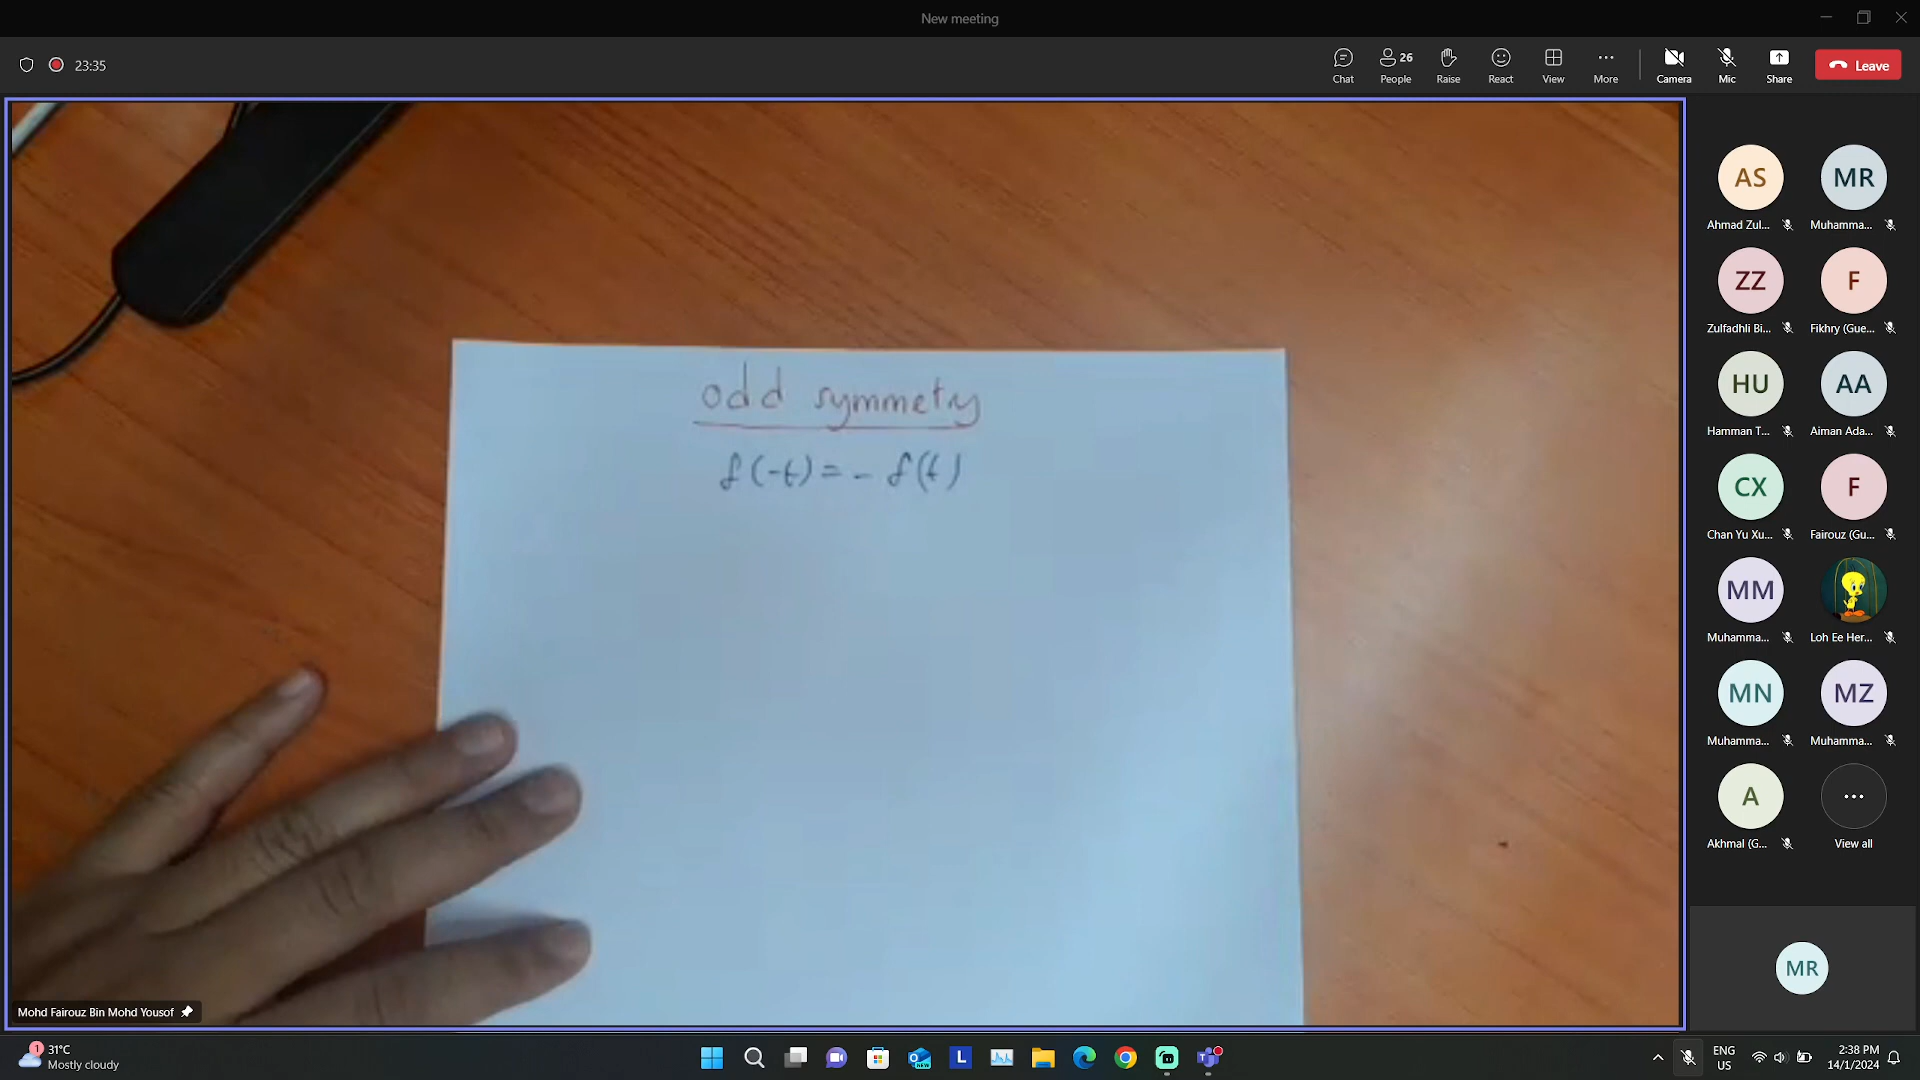 New meeting
23:35
Chat
26
People
Raise
React
View
More
Camera
Mic
Share
Leave
odd symmetry
f(-t) = - f(t)
Mohd Fairouz Bin Mohd Yousof
AS
Ahmad Zul...
MR
Muhamma...
ZZ
Zulfadhli Bi...
F
Fikhry (Gue...
HU
Hamman T...
AA
Aiman Ada...
CX
Chan Yu Xu...
F
Fairouz (Gu...
MM
Muhamma...
Loh Ee Her...
MN
Muhamma...
MZ
Muhamma...
A
Akhmal (G...
...
View all
MR
1
31°C
Mostly cloudy
NEW
L
ENG
US
2:38 PM
14/1/2024